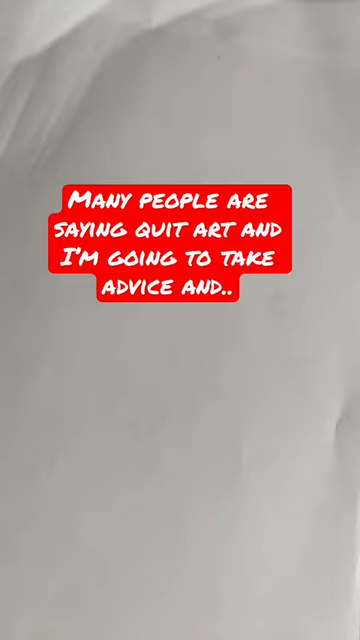 Many people are
saying quit art and
I'm going to take
advice and..